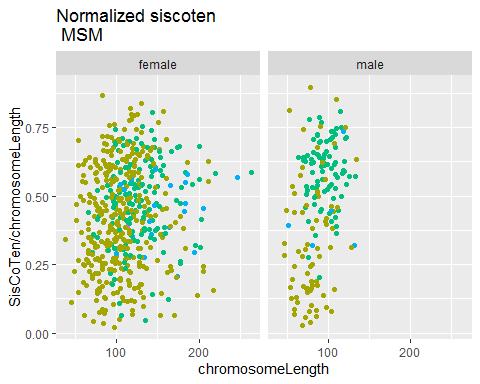 Normalized siscoten
MSM
female male
SisCoTen/chromosomeLength
0.75
0.50
0.25
0.00
100 200 100 200
chromosomeLength